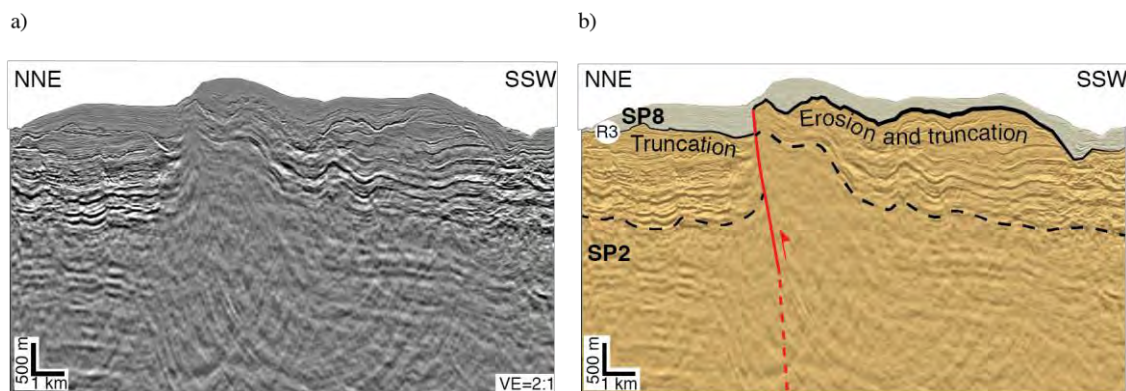 a)
NNE
SSW
500 m
1 km
VE=2:1
b)
NNE
SSW
SP8
R3
Truncation
Erosion and truncation
SP2
500 m
1 km